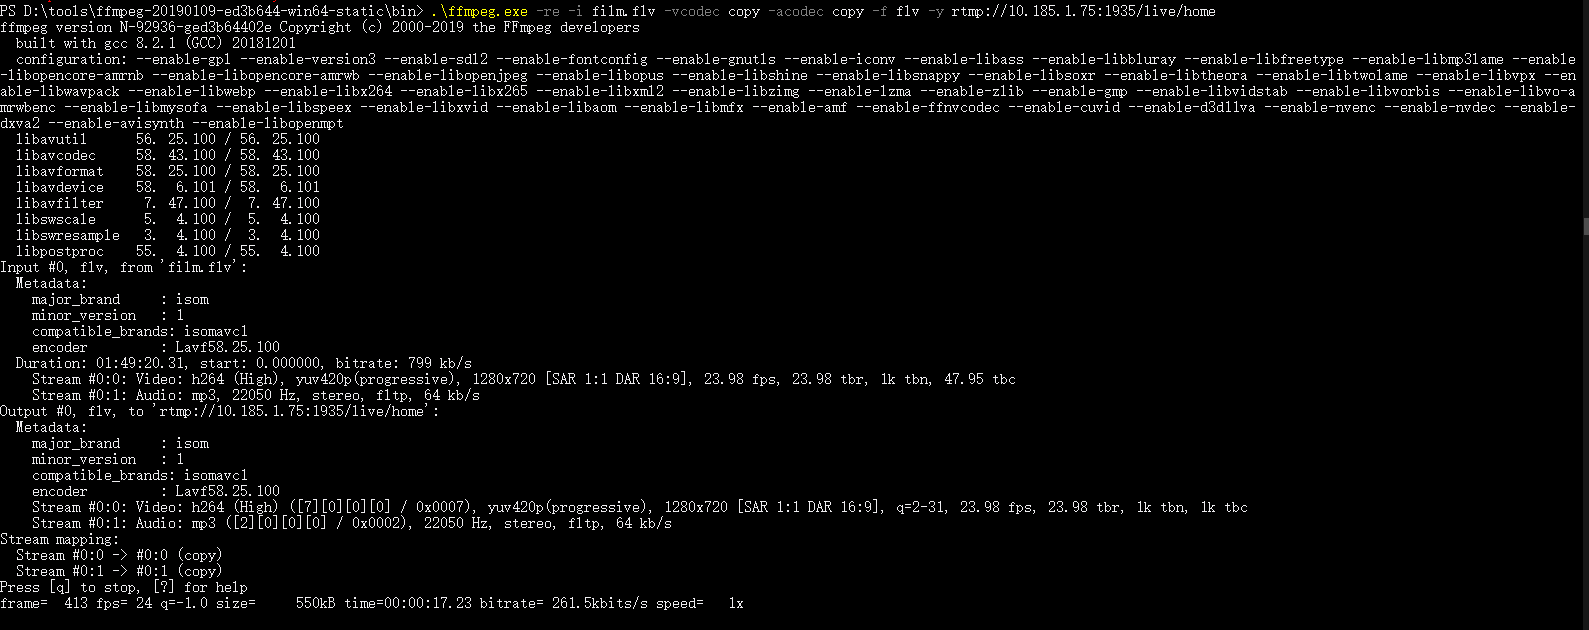 PS D:\tools\ffmpeg-20190109-ed3b644-win64-static\bin> .\ffmpeg.exe -re -i film.flv -vcodec copy -acodec copy -f flv -y rtmp://10.185.1.75:1935/live/home
ffmpeg version N-92936-ged3b64402e Copyright (c) 2000-2019 the FFmpeg developers
  built with gcc 8.2.1 (GCC) 20181201
  configuration: --enable-gpl --enable-version3 --enable-sdl2 --enable-fontconfig --enable-gnutls --enable-iconv --enable-libass --enable-libbluray --enable-libfreetype --enable-libmp3lame --enable
-libopencore-amrnb --enable-libopencore-amrwb --enable-libopenjpeg --enable-libopus --enable-libshine --enable-libsnappy --enable-libsoxr --enable-libtheora --enable-libtwolame --enable-libvpx --en
able-libwavpack --enable-libwebp --enable-libx264 --enable-libx265 --enable-libxml2 --enable-libzimg --enable-lzma --enable-zlib --enable-gmp --enable-libvidstab --enable-libvorbis --enable-libvo-a
mrwbenc --enable-libmysofa --enable-libspeex --enable-libxvid --enable-libaom --enable-libmfx --enable-amf --enable-ffnvcodec --enable-cuvid --enable-d3d11va --enable-nvenc --enable-nvdec --enable-
dxva2 --enable-avisynth --enable-libopenmpt
  libavutil      56. 25.100 / 56. 25.100
  libavcodec     58. 43.100 / 58. 43.100
  libavformat    58. 25.100 / 58. 25.100
  libavdevice    58.  6.101 / 58.  6.101
  libavfilter     7. 47.100 /  7. 47.100
  libswscale      5.  4.100 /  5.  4.100
  libswresample   3.  4.100 /  3.  4.100
  libpostproc    55.  4.100 / 55.  4.100
Input #0, flv, from 'film.flv':
  Metadata:
    major_brand     : isom
    minor_version   : 1
    compatible_brands: isomavc1
    encoder         : Lavf58.25.100
  Duration: 01:49:20.31, start: 0.000000, bitrate: 799 kb/s
    Stream #0:0: Video: h264 (High), yuv420p(progressive), 1280x720 [SAR 1:1 DAR 16:9], 23.98 fps, 23.98 tbr, 1k tbn, 47.95 tbc
    Stream #0:1: Audio: mp3, 22050 Hz, stereo, fltp, 64 kb/s
Output #0, flv, to 'rtmp://10.185.1.75:1935/live/home':
  Metadata:
    major_brand     : isom
    minor_version   : 1
    compatible_brands: isomavc1
    encoder         : Lavf58.25.100
    Stream #0:0: Video: h264 (High) ([7][0][0][0] / 0x0007), yuv420p(progressive), 1280x720 [SAR 1:1 DAR 16:9], q=2-31, 23.98 fps, 23.98 tbr, 1k tbn, 1k tbc
    Stream #0:1: Audio: mp3 ([2][0][0][0] / 0x0002), 22050 Hz, stereo, fltp, 64 kb/s
Stream mapping:
  Stream #0:0 -> #0:0 (copy)
  Stream #0:1 -> #0:1 (copy)
Press [q] to stop, [?] for help
frame=  413 fps= 24 q=-1.0 size=     550kB time=00:00:17.23 bitrate= 261.5kbits/s speed=   1x